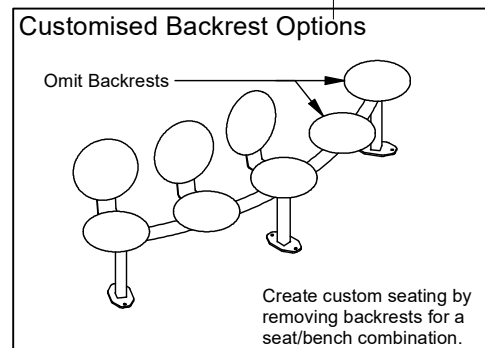 Customised Backrest Options
Omit Backrests
Create custom seating by
removing backrests for a
seat/bench combination.